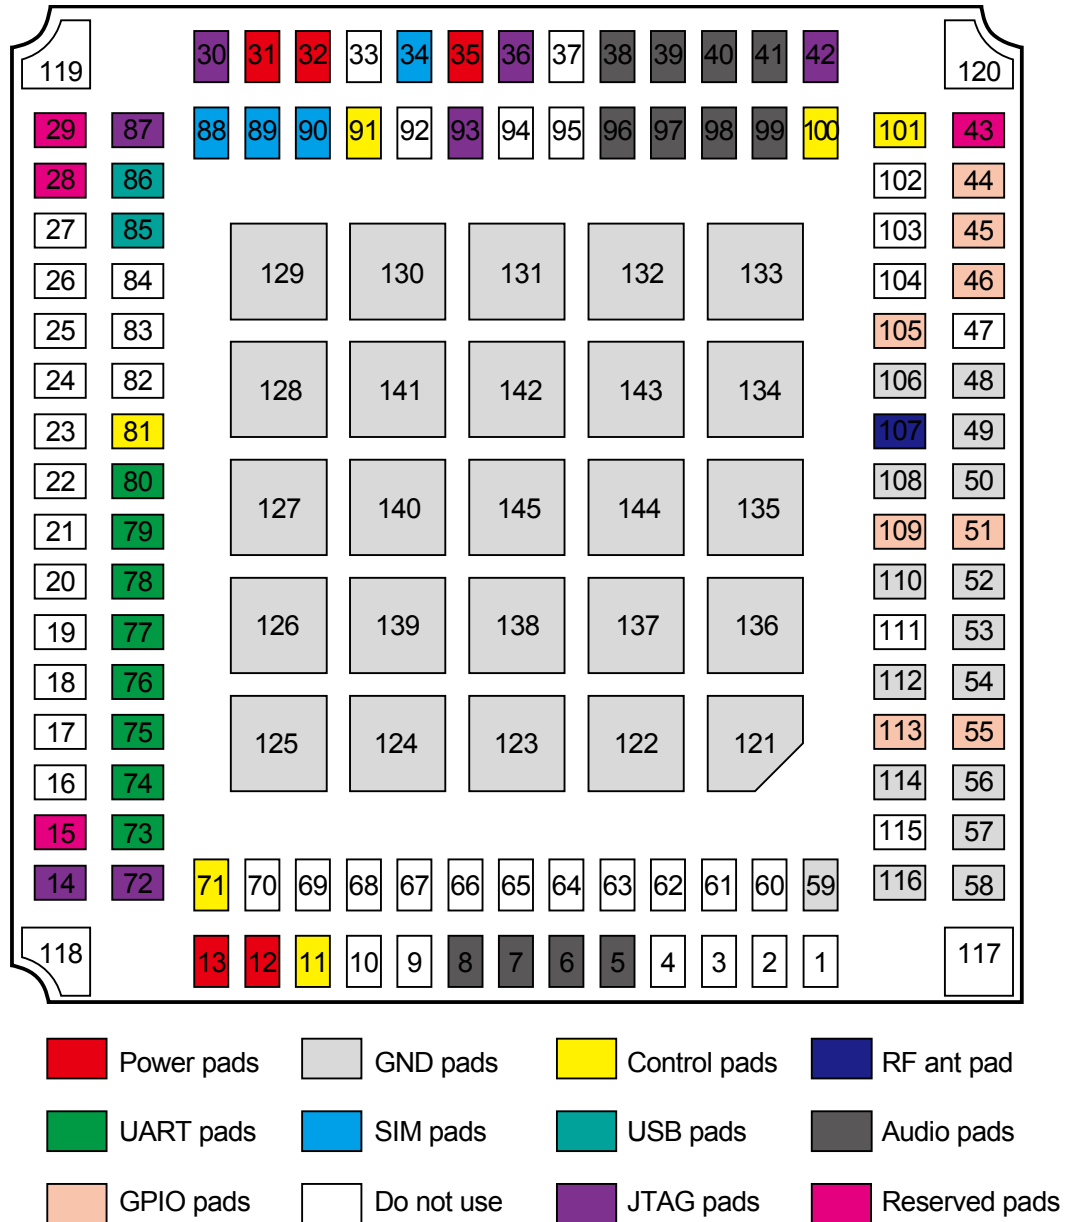 119 30 31 32 33 34 35 36 37 38 39 40 41 42 120
29 87 88 89 90 91 92 93 94 95 96 97 98 99 100 101 43
28 86 102 44
27 85 103 45
26 84 129 130 131 132 133 104 46
25 83 105 47
24 82 128 141 142 143 134 106 48
23 81 107 49
22 80 108 50
21 79 127 140 145 144 135 109 51
20 78 110 52
19 77 126 139 138 137 136 111 53
18 76 112 54
17 75 125 124 123 122 121 113 55
16 74 114 56
15 73 115 57
14 72 71 70 69 68 67 66 65 64 63 62 61 60 59 116 58
118 13 12 11 10 9 8 7 6 5 4 3 2 1 117
Power pads GND pads Control pads RF ant pad
UART pads SIM pads USB pads Audio pads
GPIO pads Do not use JTAG pads Reserved pads